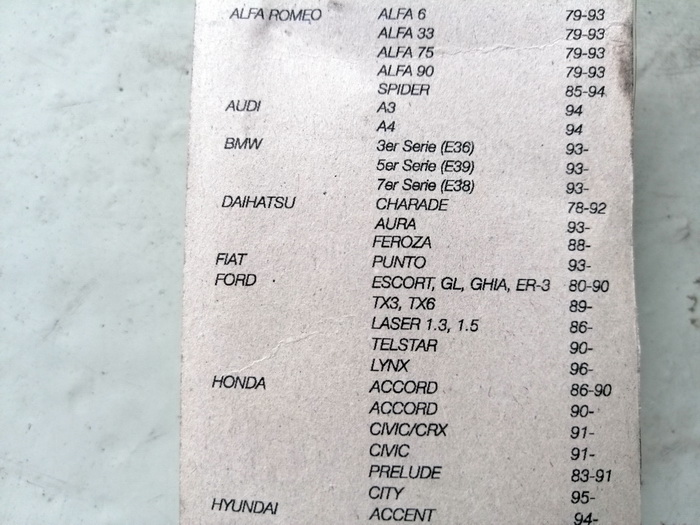 ALFA ROMEO ALFA 6 79-93
ALFA 33 79-93
ALFA 75 79-93
ALFA 90 79-93
SPIDER 85-94
AUDI A3 94
A4 94
BMW 3er Serie (E36) 93-
5er Serie (E39) 93-
7er Serie (E38) 93-
DAIHATSU CHARADE 78-92
AURA 93-
FEROZA 88-
FIAT PUNTO 93-
FORD ESCORT, GL, GHIA, ER-3 80-90
TX3, TX6 89-
LASER 1.3, 1.5 86-
TELSTAR 90-
LYNX 96-
HONDA ACCORD 86-90
ACCORD 90-
CIVIC/CRX 91-
CIVIC 91-
PRELUDE 83-91
CITY 95-
HYUNDAI ACCENT 94-